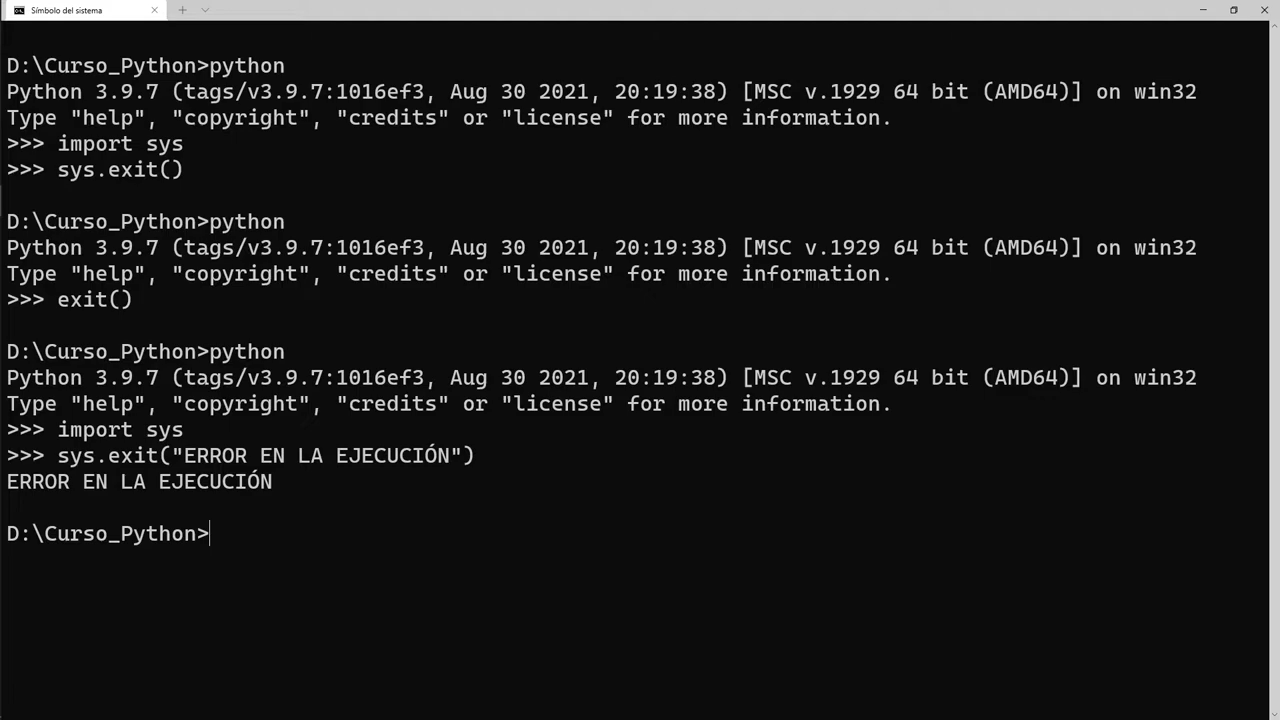 Símbolo del sistema
D:\Curso_Python>python
Python 3.9.7 (tags/v3.9.7:1016ef3, Aug 30 2021, 20:19:38) [MSC v.1929 64 bit (AMD64)] on win32
Type "help", "copyright", "credits" or "license" for more information.
>>> import sys
>>> sys.exit()
D:\Curso_Python>python
Python 3.9.7 (tags/v3.9.7:1016ef3, Aug 30 2021, 20:19:38) [MSC v.1929 64 bit (AMD64)] on win32
Type "help", "copyright", "credits" or "license" for more information.
>>> exit()
D:\Curso_Python>python
Python 3.9.7 (tags/v3.9.7:1016ef3, Aug 30 2021, 20:19:38) [MSC v.1929 64 bit (AMD64)] on win32
Type "help", "copyright", "credits" or "license" for more information.
>>> import sys
>>> sys.exit("ERROR EN LA EJECUCIÓN")
ERROR EN LA EJECUCIÓN
D:\Curso_Python>